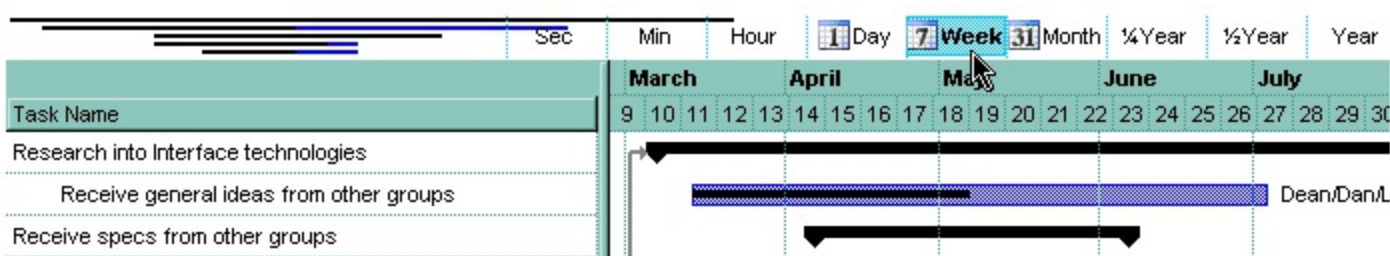 Sec Min Hour 1 Day 7 Week 31 Month ¼Year ½Year Year
March April May June July
Task Name 9 10 11 12 13 14 15 16 17 18 19 20 21 22 23 24 25 26 27 28 29 30
Research into Interface technologies
Receive general ideas from other groups Dean/Dan/L
Receive specs from other groups